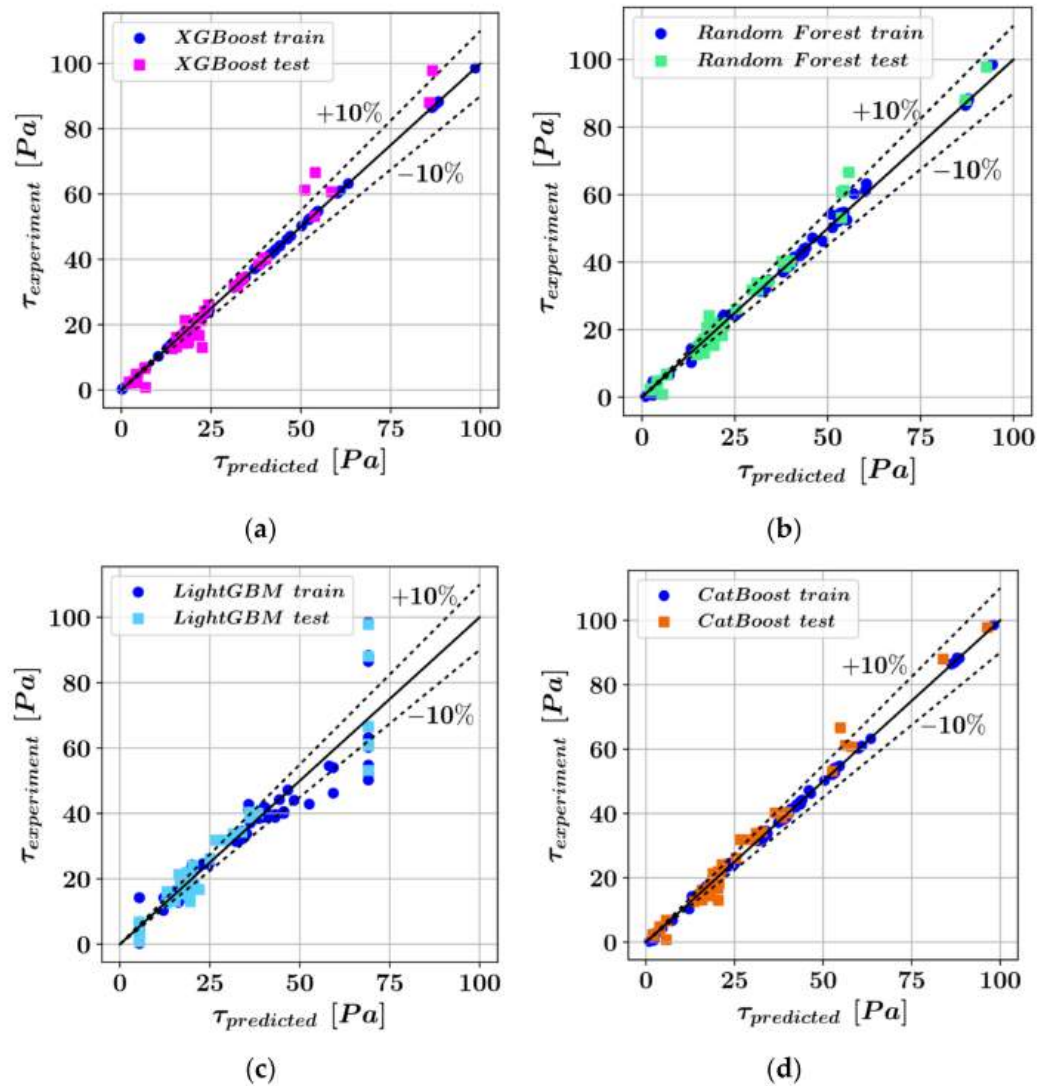 XGBoost train
XGBoost test
+10%
−10%
100
80
60
40
20
0
τexperiment [Pa]
0 25 50 75 100
τpredicted [Pa]
(a)
Random Forest train
Random Forest test
+10%
−10%
100
80
60
40
20
0
τexperiment [Pa]
0 25 50 75 100
τpredicted [Pa]
(b)
LightGBM train
LightGBM test
+10%
−10%
100
80
60
40
20
0
τexperiment [Pa]
0 25 50 75 100
τpredicted [Pa]
(c)
CatBoost train
CatBoost test
+10%
−10%
100
80
60
40
20
0
τexperiment [Pa]
0 25 50 75 100
τpredicted [Pa]
(d)